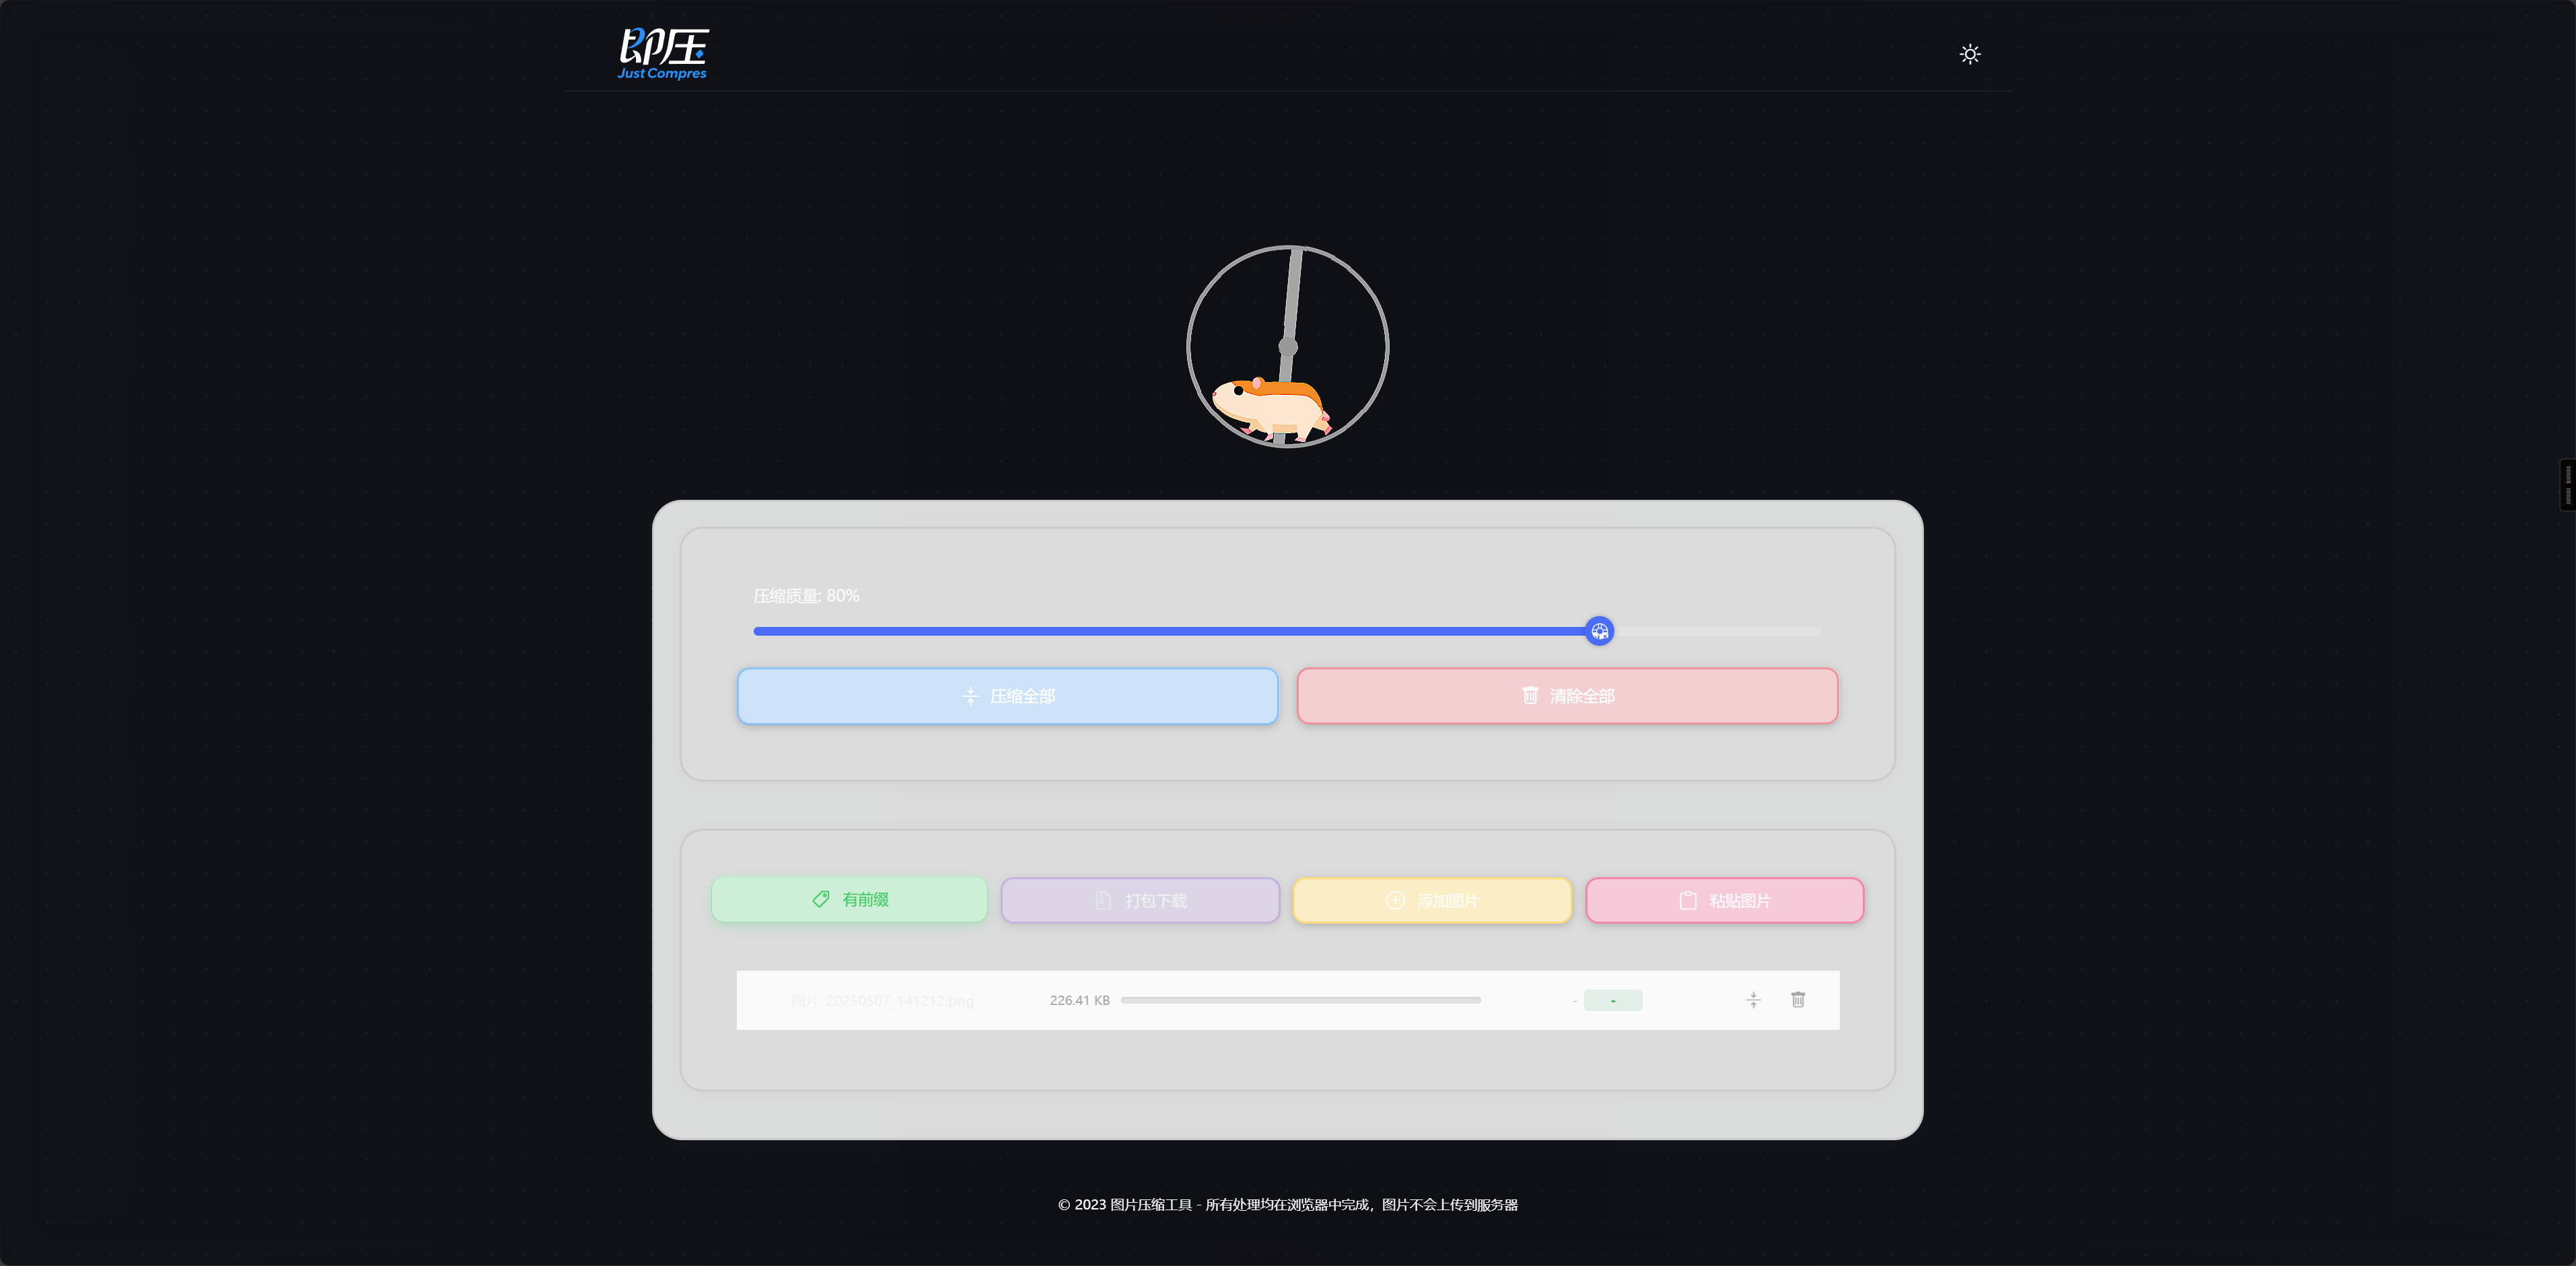 即压
Just Compres
压缩质量: 80%
压缩全部
清除全部
有前缀
打包下载
添加图片
粘贴图片
图片_20250507_141212.png
226.41 KB
-
-
© 2023 图片压缩工具 - 所有处理均在浏览器中完成，图片不会上传到服务器